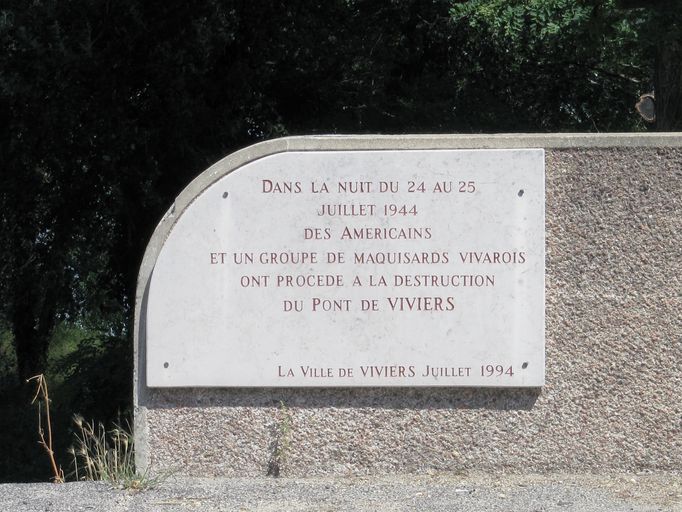 DANS LA NUIT DU 24 AU 25
JUILLET 1944
DES AMERICAINS
ET UN GROUPE DE MAQUISARDS VIVAROIS
ONT PROCEDE A LA DESTRUCTION
DU PONT DE VIVIERS
LA VILLE DE VIVIERS JUILLET 1994